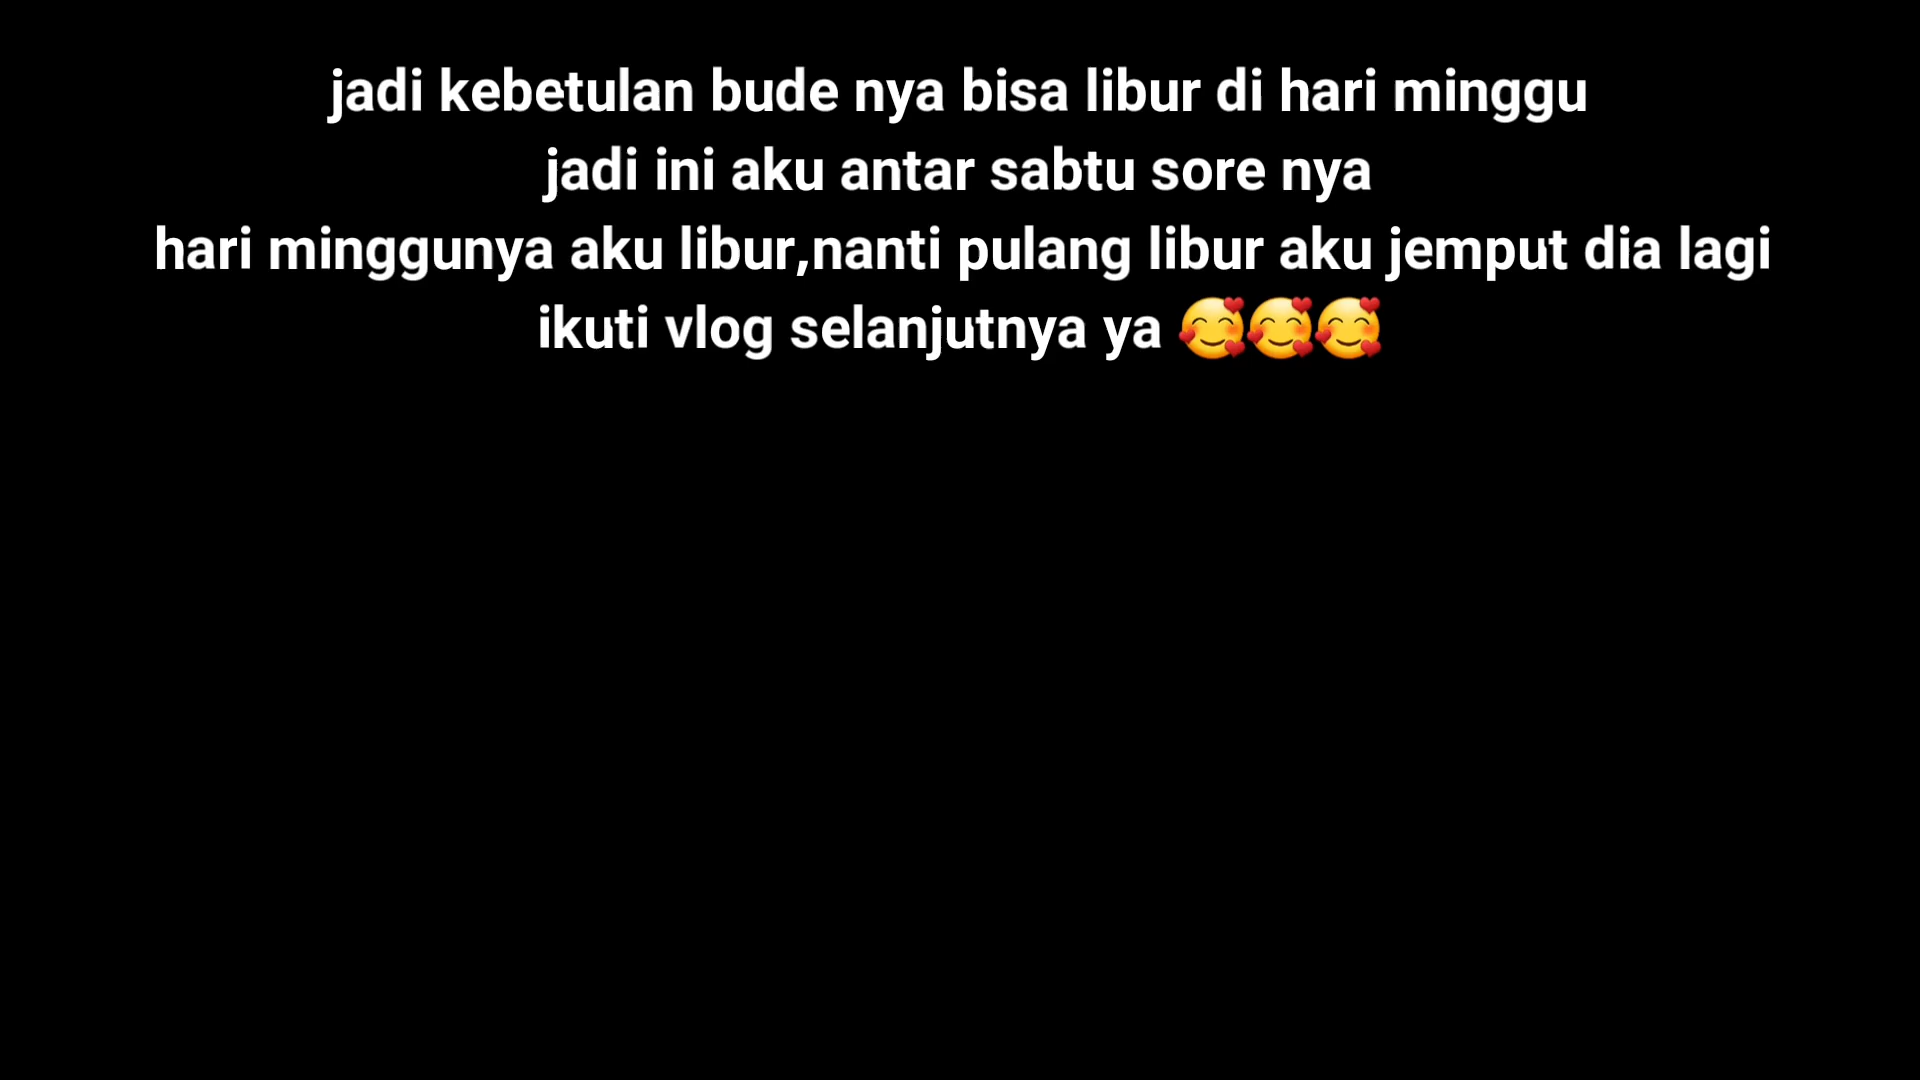 jadi kebetulan bude nya bisa libur di hari minggu
jadi ini aku antar sabtu sore nya
hari minggunya aku libur,nanti pulang libur aku jemput dia lagi
ikuti vlog selanjutnya ya 🥰🥰🥰